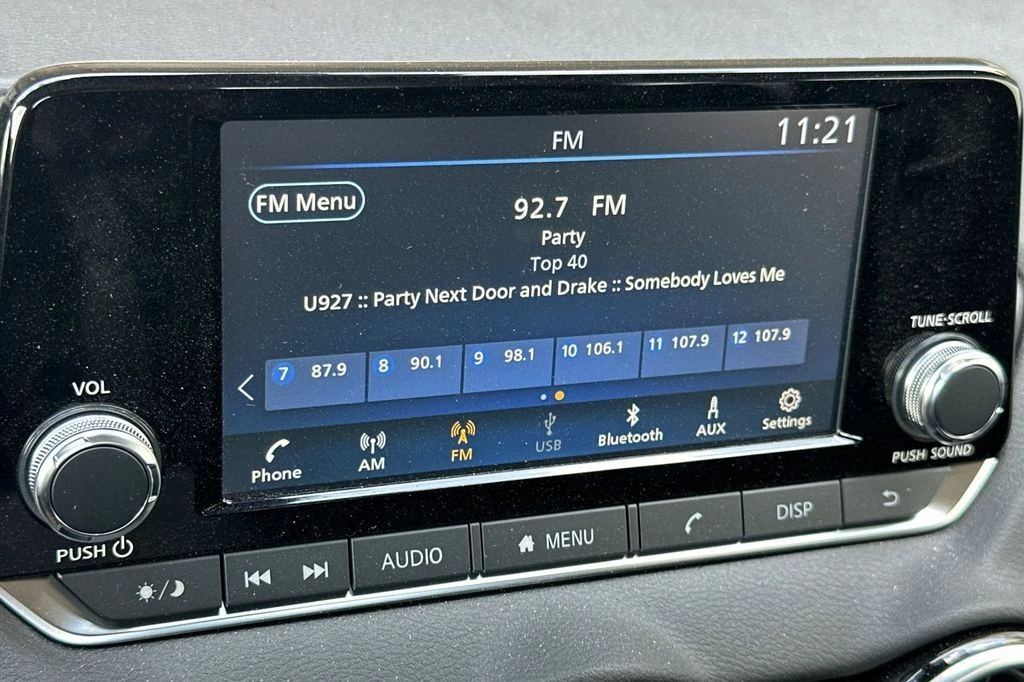 FM
11:21
FM Menu
92.7 FM
Party
Top 40
U927 :: Party Next Door and Drake :: Somebody Loves Me
7 87.9 8 90.1 9 98.1 10 106.1 11 107.9 12 107.9
Phone AM FM USB Bluetooth AUX Settings
VOL
PUSH
TUNE·SCROLL
PUSH SOUND
AUDIO MENU DISP